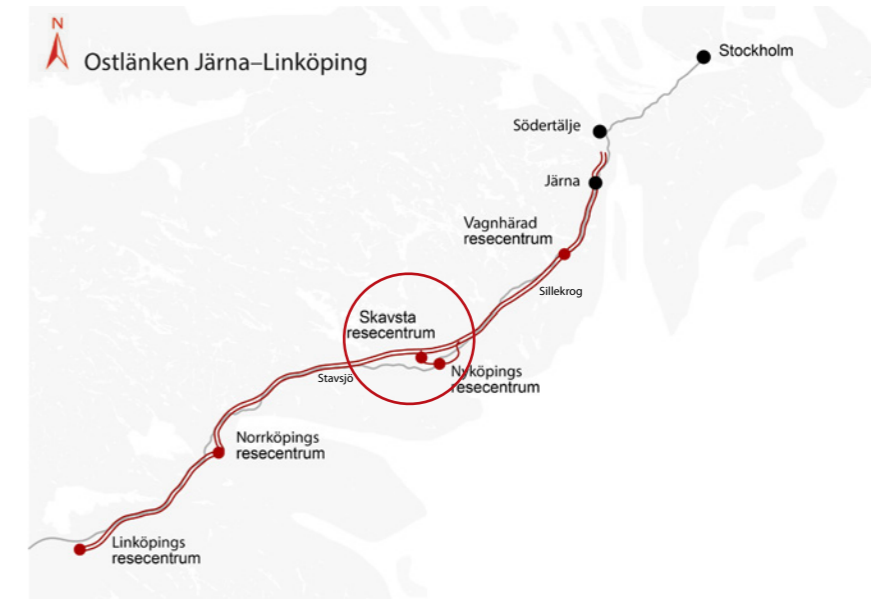 N
Ostlänken Järna–Linköping
Stockholm
Södertälje
Järna
Vagnhärad
resecentrum
Sillekrog
Skavsta
resecentrum
Stavsjö
Nyköpings
resecentrum
Norrköpings
resecentrum
Linköpings
resecentrum